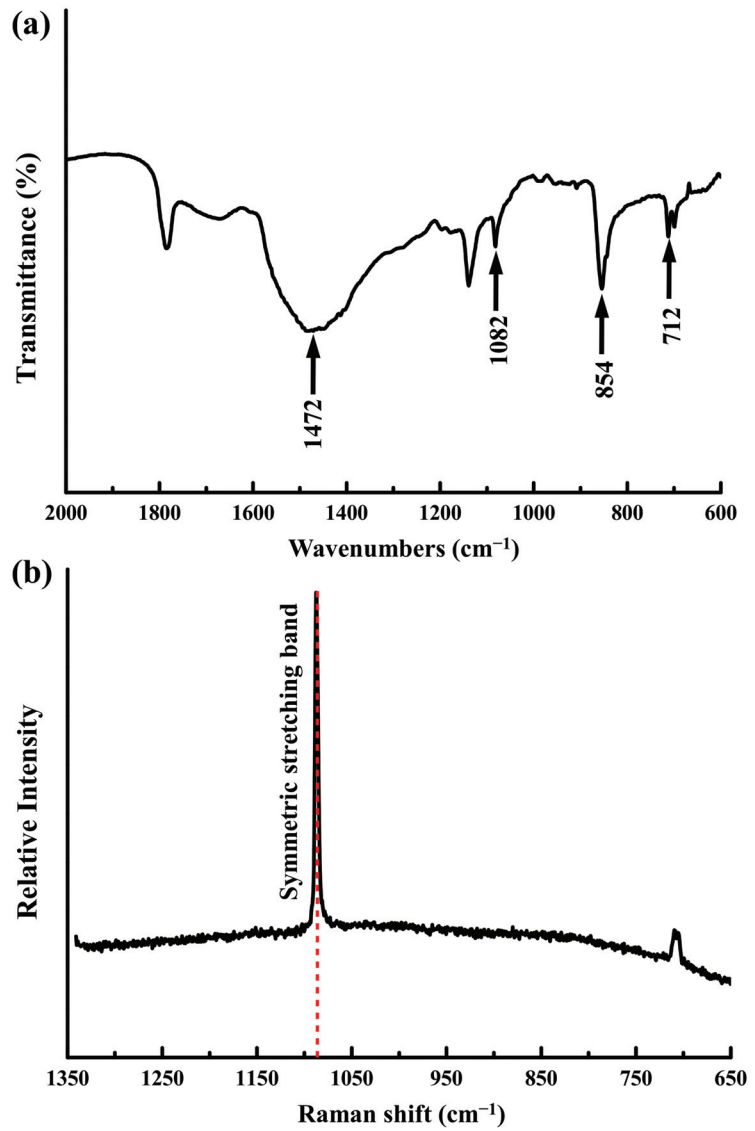 (a)
Transmittance (%)
1472
1082
854
712
2000 1800 1600 1400 1200 1000 800 600
Wavenumbers (cm⁻¹)
(b)
Relative Intensity
Symmetric stretching band
1350 1250 1150 1050 950 850 750 650
Raman shift (cm⁻¹)